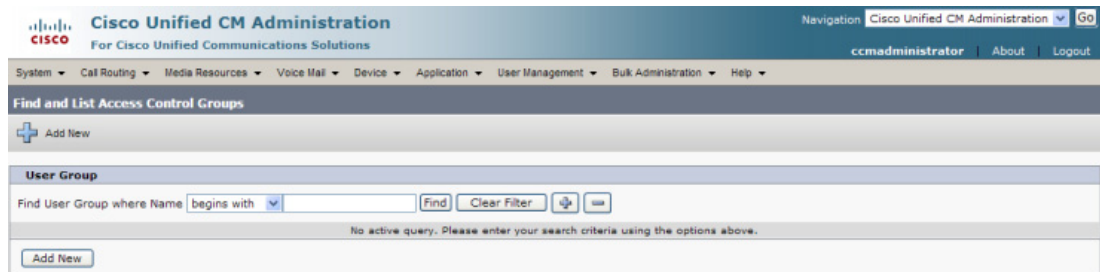 Cisco Unified CM Administration
Navigation Cisco Unified CM Administration Go
CISCO For Cisco Unified Communications Solutions
ccmadministrator | About | Logout
System Call Routing Media Resources Voice Mail Device Application User Management Bulk Administration Help
Find and List Access Control Groups
Add New
User Group
Find User Group where Name begins with Find Clear Filter
No active query. Please enter your search criteria using the options above.
Add New